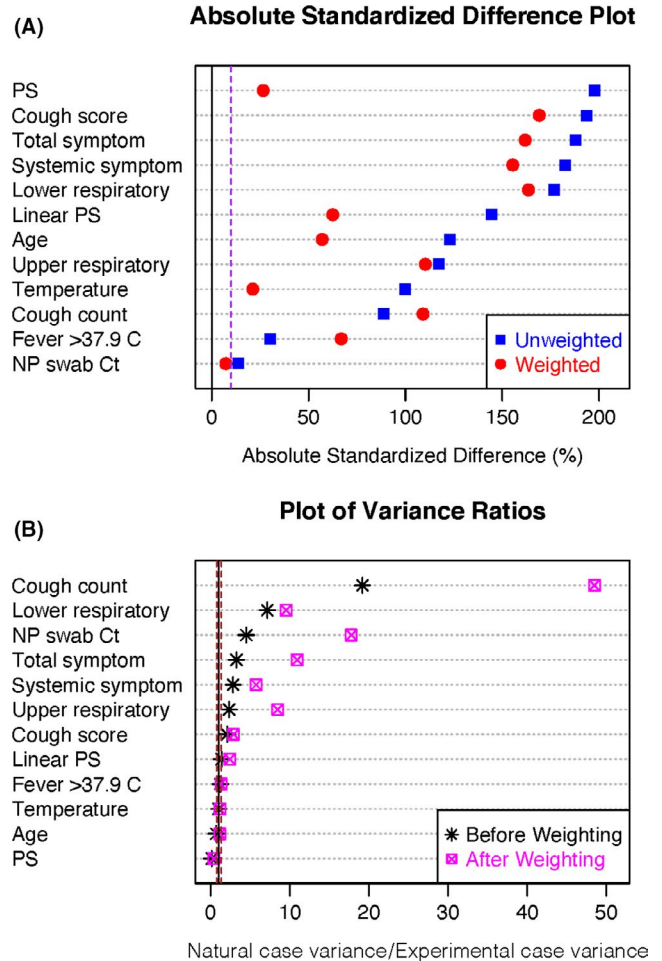 (A)
Absolute Standardized Difference Plot
PS
Cough score
Total symptom
Systemic symptom
Lower respiratory
Linear PS
Age
Upper respiratory
Temperature
Cough count
Fever >37.9 C
NP swab Ct
Unweighted
Weighted
0 50 100 150 200
Absolute Standardized Difference (%)
(B)
Plot of Variance Ratios
Cough count
Lower respiratory
NP swab Ct
Total symptom
Systemic symptom
Upper respiratory
Cough score
Linear PS
Fever >37.9 C
Temperature
Age
PS
Before Weighting
After Weighting
0 10 20 30 40 50
Natural case variance/Experimental case variance